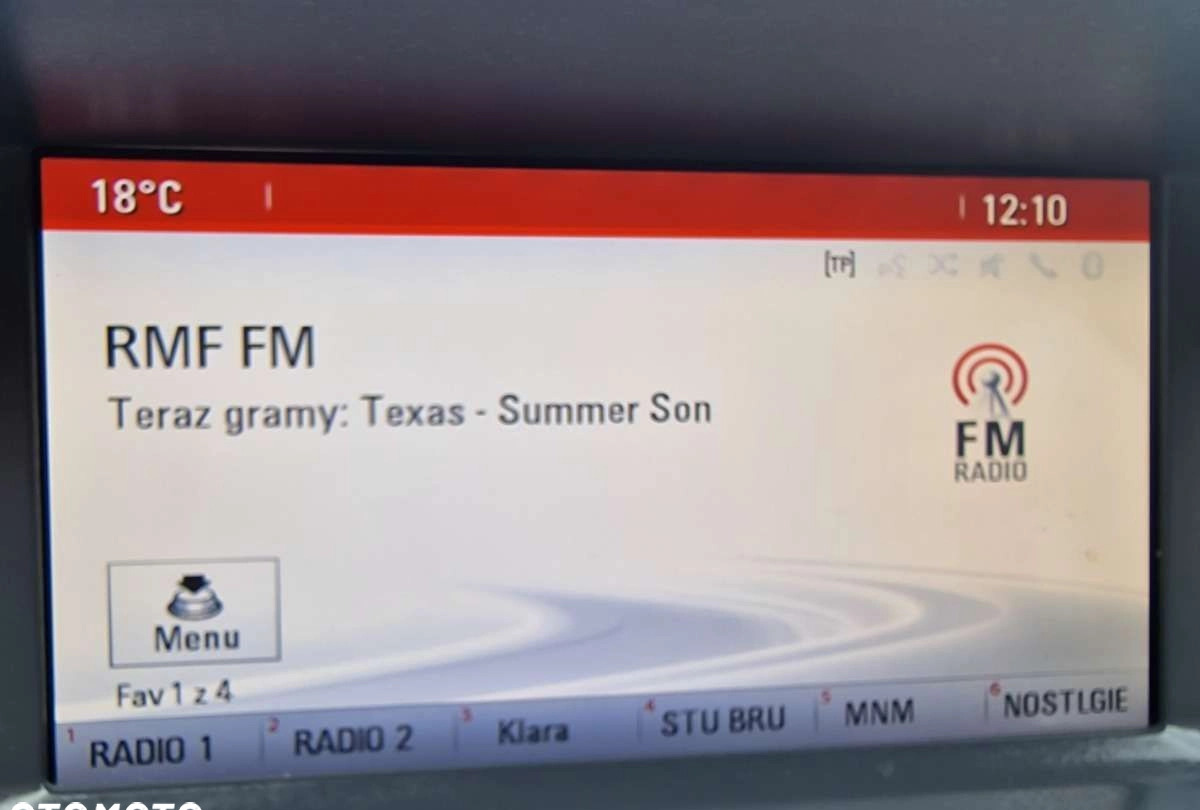 18°C
12:10
[TP]
RMF FM
Teraz gramy: Texas - Summer Son
FM
RADIO
Menu
Fav 1 z 4
1 RADIO 1 2 RADIO 2 3 Klara 4 STU BRU 5 MNM 6 NOSTLGIE
OTOMOTO